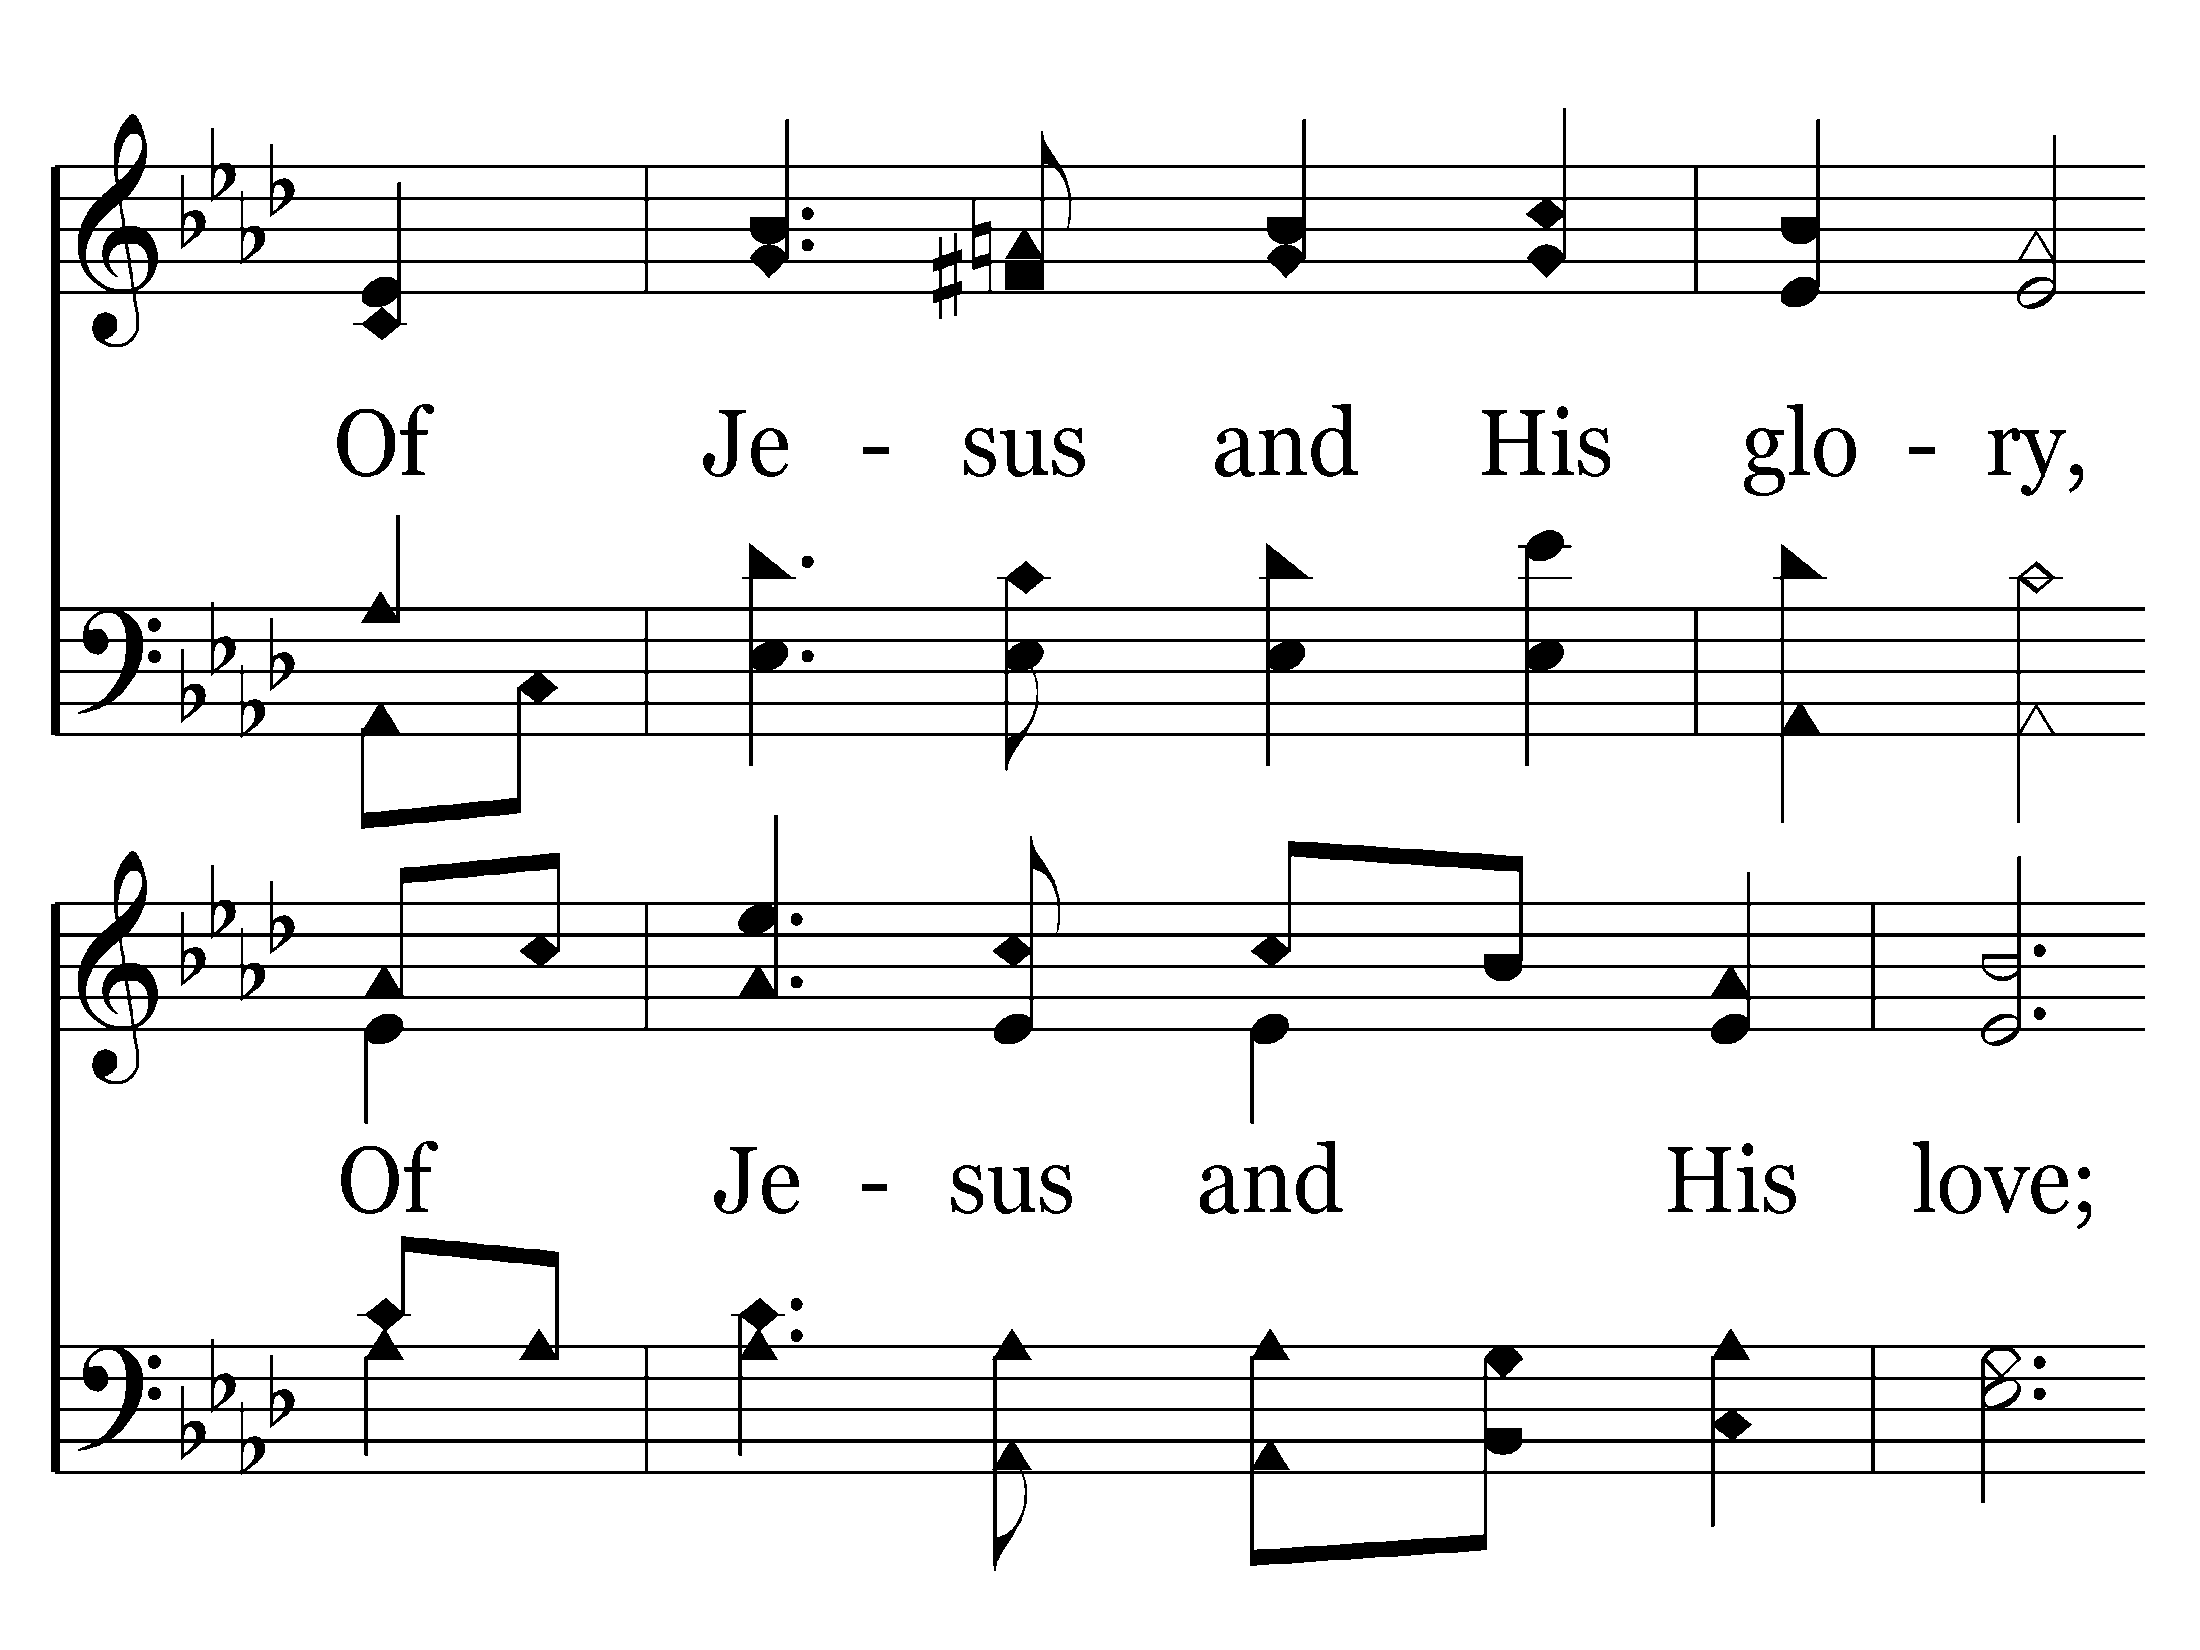 Of Je - sus and His glo - ry,
Of Je - sus and His love;